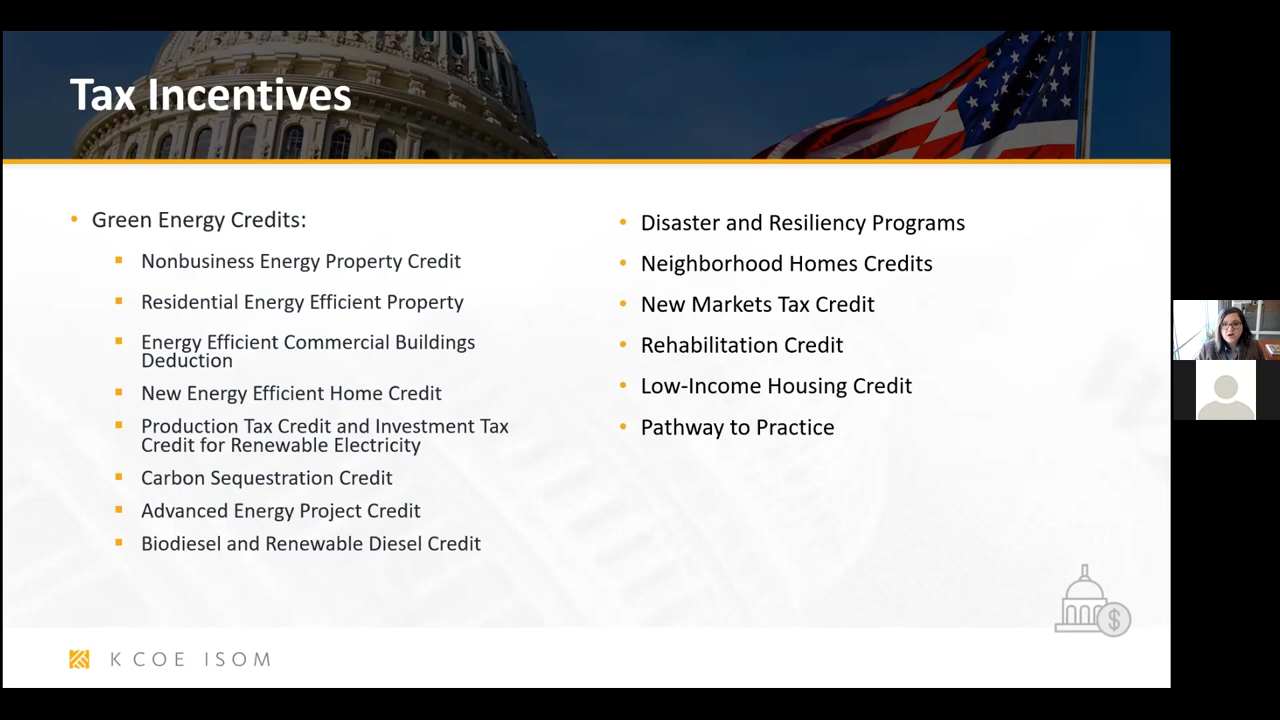 Tax Incentives
Green Energy Credits:
Nonbusiness Energy Property Credit
Residential Energy Efficient Property
Energy Efficient Commercial Buildings
Deduction
New Energy Efficient Home Credit
Production Tax Credit and Investment Tax
Credit for Renewable Electricity
Carbon Sequestration Credit
Advanced Energy Project Credit
Biodiesel and Renewable Diesel Credit
Disaster and Resiliency Programs
Neighborhood Homes Credits
New Markets Tax Credit
Rehabilitation Credit
Low-Income Housing Credit
Pathway to Practice
$
K COE ISOM